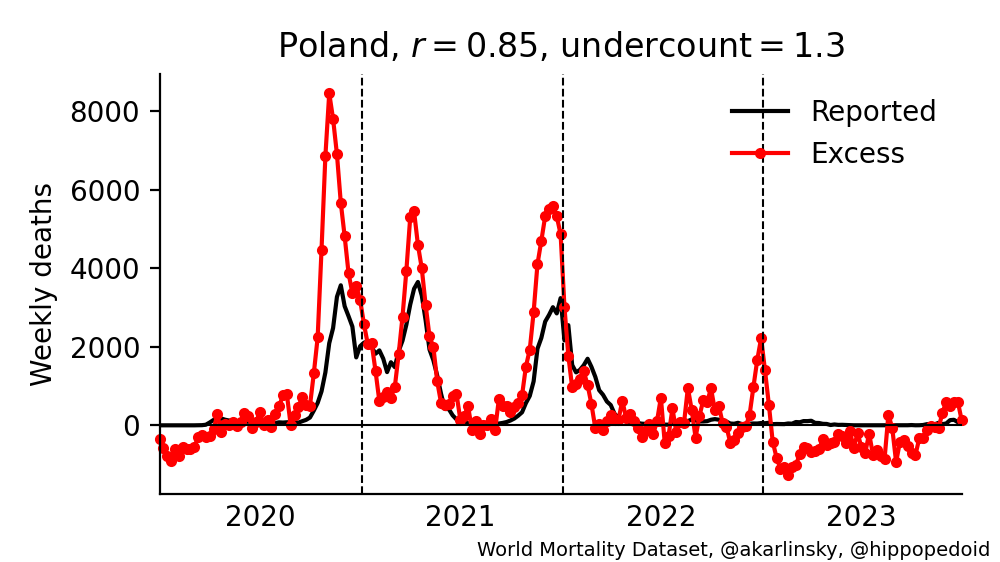 Poland, r = 0.85, undercount = 1.3
Weekly deaths
8000
6000
4000
2000
0
Reported
Excess
2020
2021
2022
2023
World Mortality Dataset, @akarlinsky, @hippopedoid